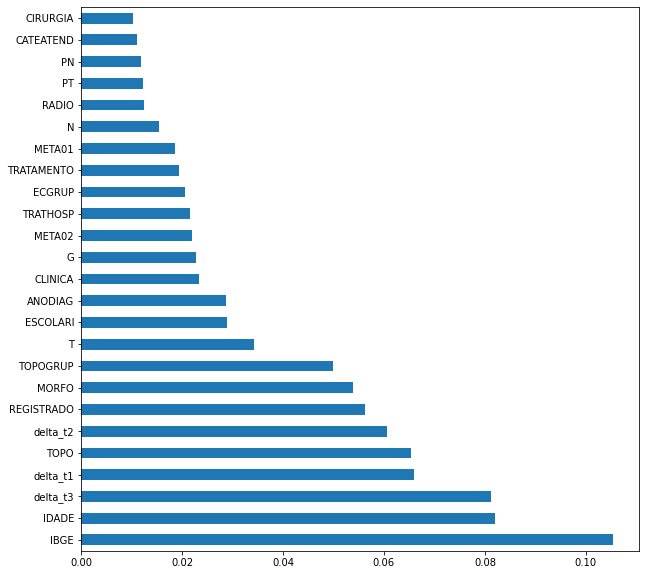 CIRURGIA
CATEATEND
PN
PT
RADIO
N
META01
TRATAMENTO
ECGRUP
TRATHOSP
META02
G
CLINICA
ANODIAG
ESCOLARI
T
TOPOGRUP
MORFO
REGISTRADO
delta_t2
TOPO
delta_t1
delta_t3
IDADE
IBGE
0.00 0.02 0.04 0.06 0.08 0.10